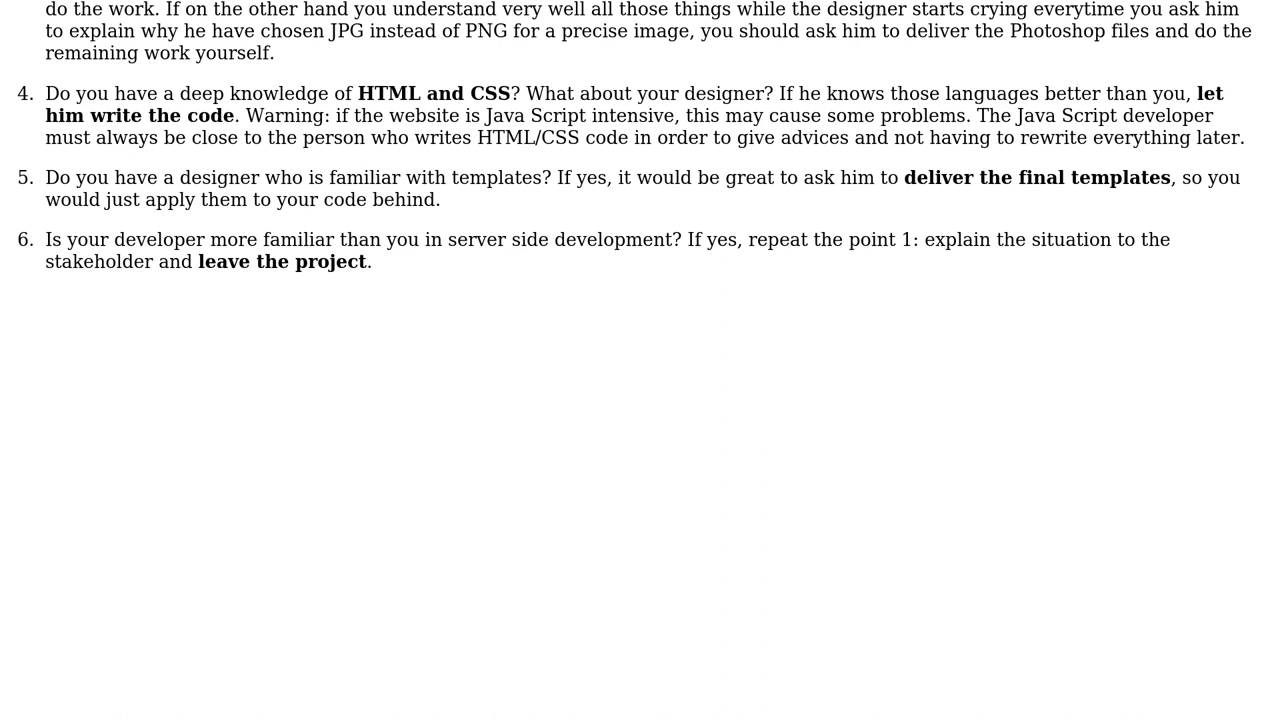 do the work. If on the other hand you understand very well all those things while the designer starts crying everytime you ask him
to explain why he have chosen JPG instead of PNG for a precise image, you should ask him to deliver the Photoshop files and do the
remaining work yourself.
4. Do you have a deep knowledge of HTML and CSS? What about your designer? If he knows those languages better than you, let
him write the code. Warning: if the website is Java Script intensive, this may cause some problems. The Java Script developer
must always be close to the person who writes HTML/CSS code in order to give advices and not having to rewrite everything later.
5. Do you have a designer who is familiar with templates? If yes, it would be great to ask him to deliver the final templates, so you
would just apply them to your code behind.
6. Is your developer more familiar than you in server side development? If yes, repeat the point 1: explain the situation to the
stakeholder and leave the project.